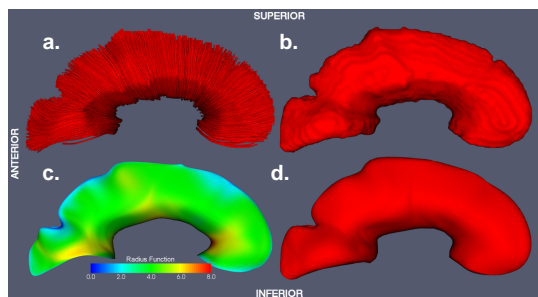 SUPERIOR
a.
b.
ANTERIOR
c.
d.
Radius Function
0.0 2.0 4.0 6.0 8.0
INFERIOR